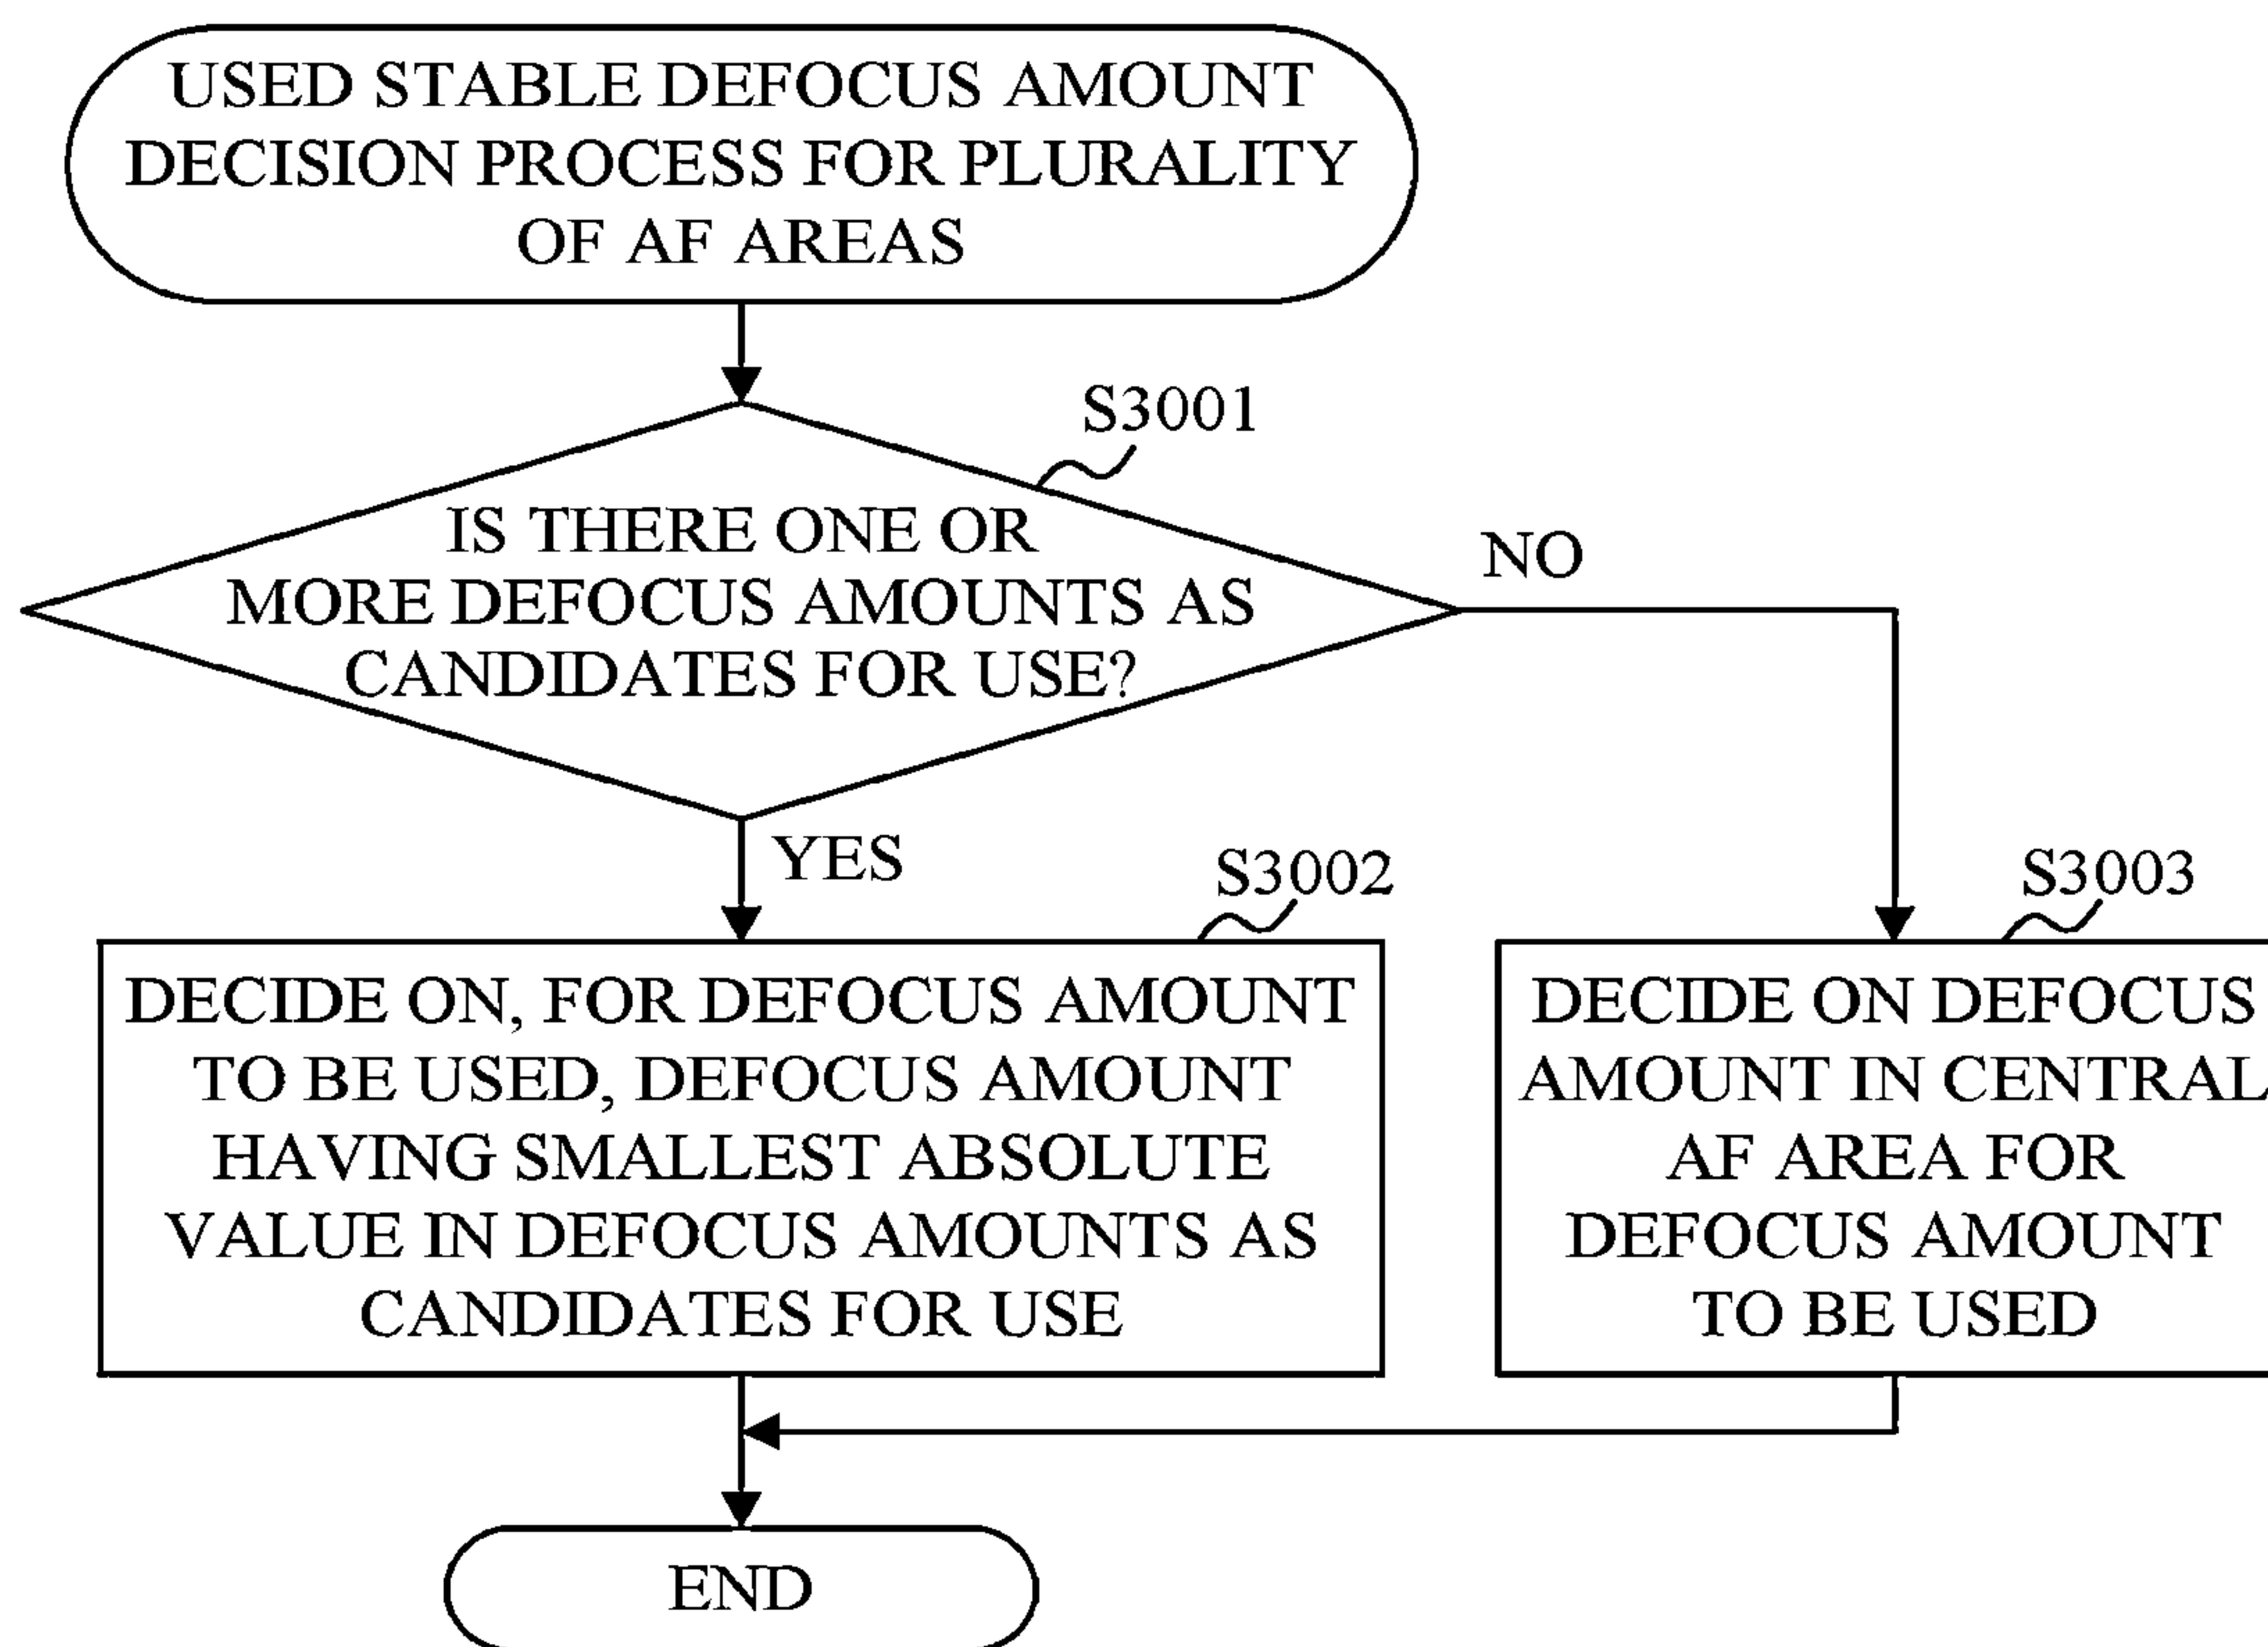 USED STABLE DEFOCUS AMOUNT
DECISION PROCESS FOR PLURALITY
OF AF AREAS
S3001
IS THERE ONE OR
MORE DEFOCUS AMOUNTS AS
CANDIDATES FOR USE?
NO
YES
S3002
DECIDE ON, FOR DEFOCUS AMOUNT
TO BE USED, DEFOCUS AMOUNT
HAVING SMALLEST ABSOLUTE
VALUE IN DEFOCUS AMOUNTS AS
CANDIDATES FOR USE
S3003
DECIDE ON DEFOCUS
AMOUNT IN CENTRAL
AF AREA FOR
DEFOCUS AMOUNT
TO BE USED
END